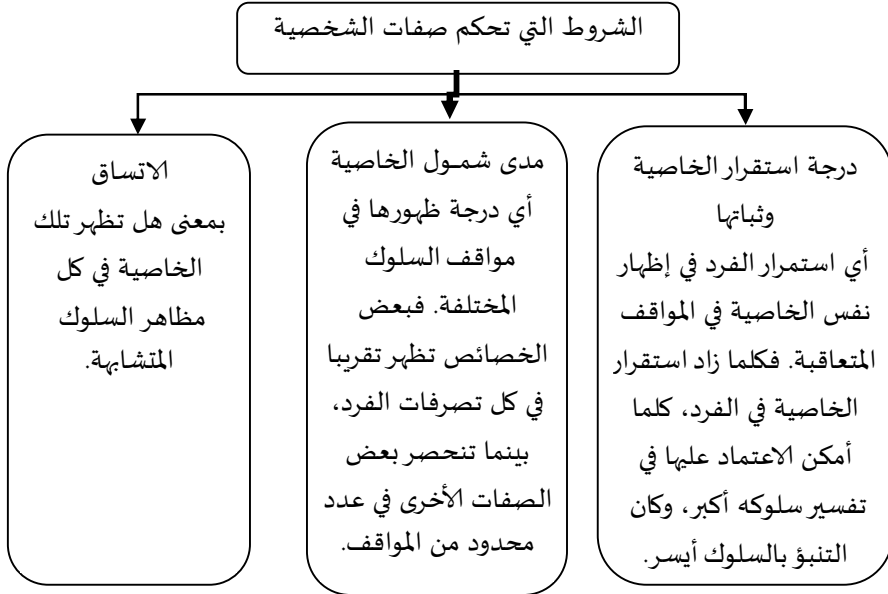 الشروط التي تحكم صفات الشخصية
درجة استقرار الخاصية
وثباتها
أي استمرار الفرد في إظهار
نفس الخاصية في المواقف
المتعاقبة. فكلما زاد استقرار
الخاصية في الفرد، كلما
أمكن الاعتماد عليها في
تفسير سلوكه أكبر، وكان
التنبؤ بالسلوك أيسر.
مدى شمول الخاصية
أي درجة ظهورها في
مواقف السلوك
المختلفة. فبعض
الخصائص تظهر تقريبا
في كل تصرفات الفرد،
بينما تنحصر بعض
الصفات الأخرى في عدد
محدود من المواقف.
الاتساق
بمعنى هل تظهر تلك
الخاصية في كل
مظاهر السلوك
المتشابهة.